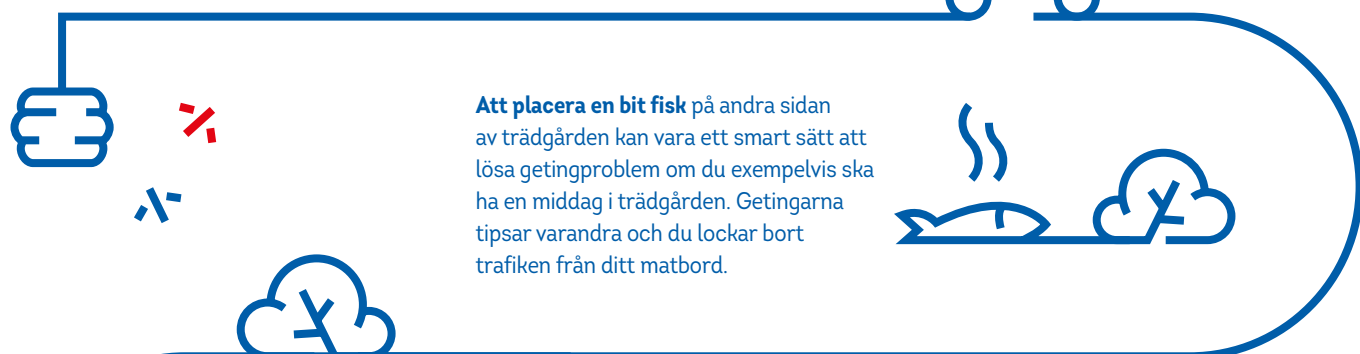 Att placera en bit fisk på andra sidan
av trädgården kan vara ett smart sätt att
lösa getingproblem om du exempelvis ska
ha en middag i trädgården. Getingarna
tipsar varandra och du lockar bort
trafiken från ditt matbord.